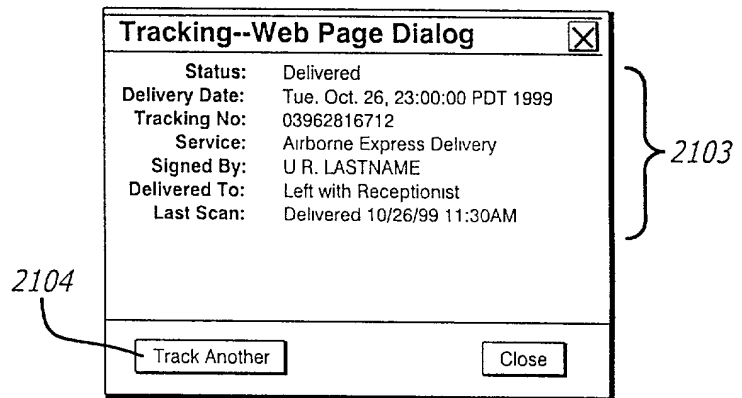 Tracking--Web Page Dialog
Status: Delivered
Delivery Date: Tue. Oct. 26, 23:00:00 PDT 1999
Tracking No: 03962816712
Service: Airborne Express Delivery
Signed By: U R. LASTNAME
Delivered To: Left with Receptionist
Last Scan: Delivered 10/26/99 11:30AM
2103
2104
Track Another
Close